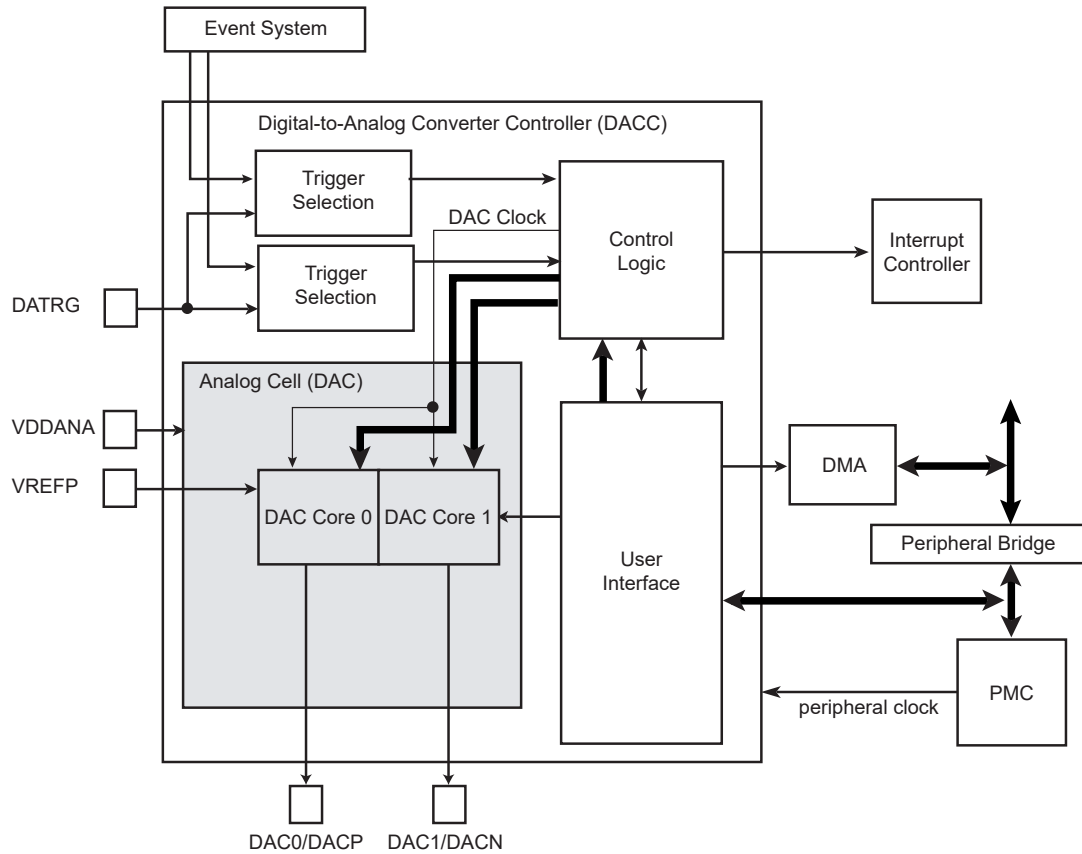 Event System
Digital-to-Analog Converter Controller (DACC)
Trigger
Selection
DAC Clock
Control
Logic
Interrupt
Controller
Trigger
Selection
DATRG
Analog Cell (DAC)
VDDANA
VREFP
DMA
DAC Core 0
DAC Core 1
Peripheral Bridge
User
Interface
PMC
peripheral clock
DAC0/DACP
DAC1/DACN